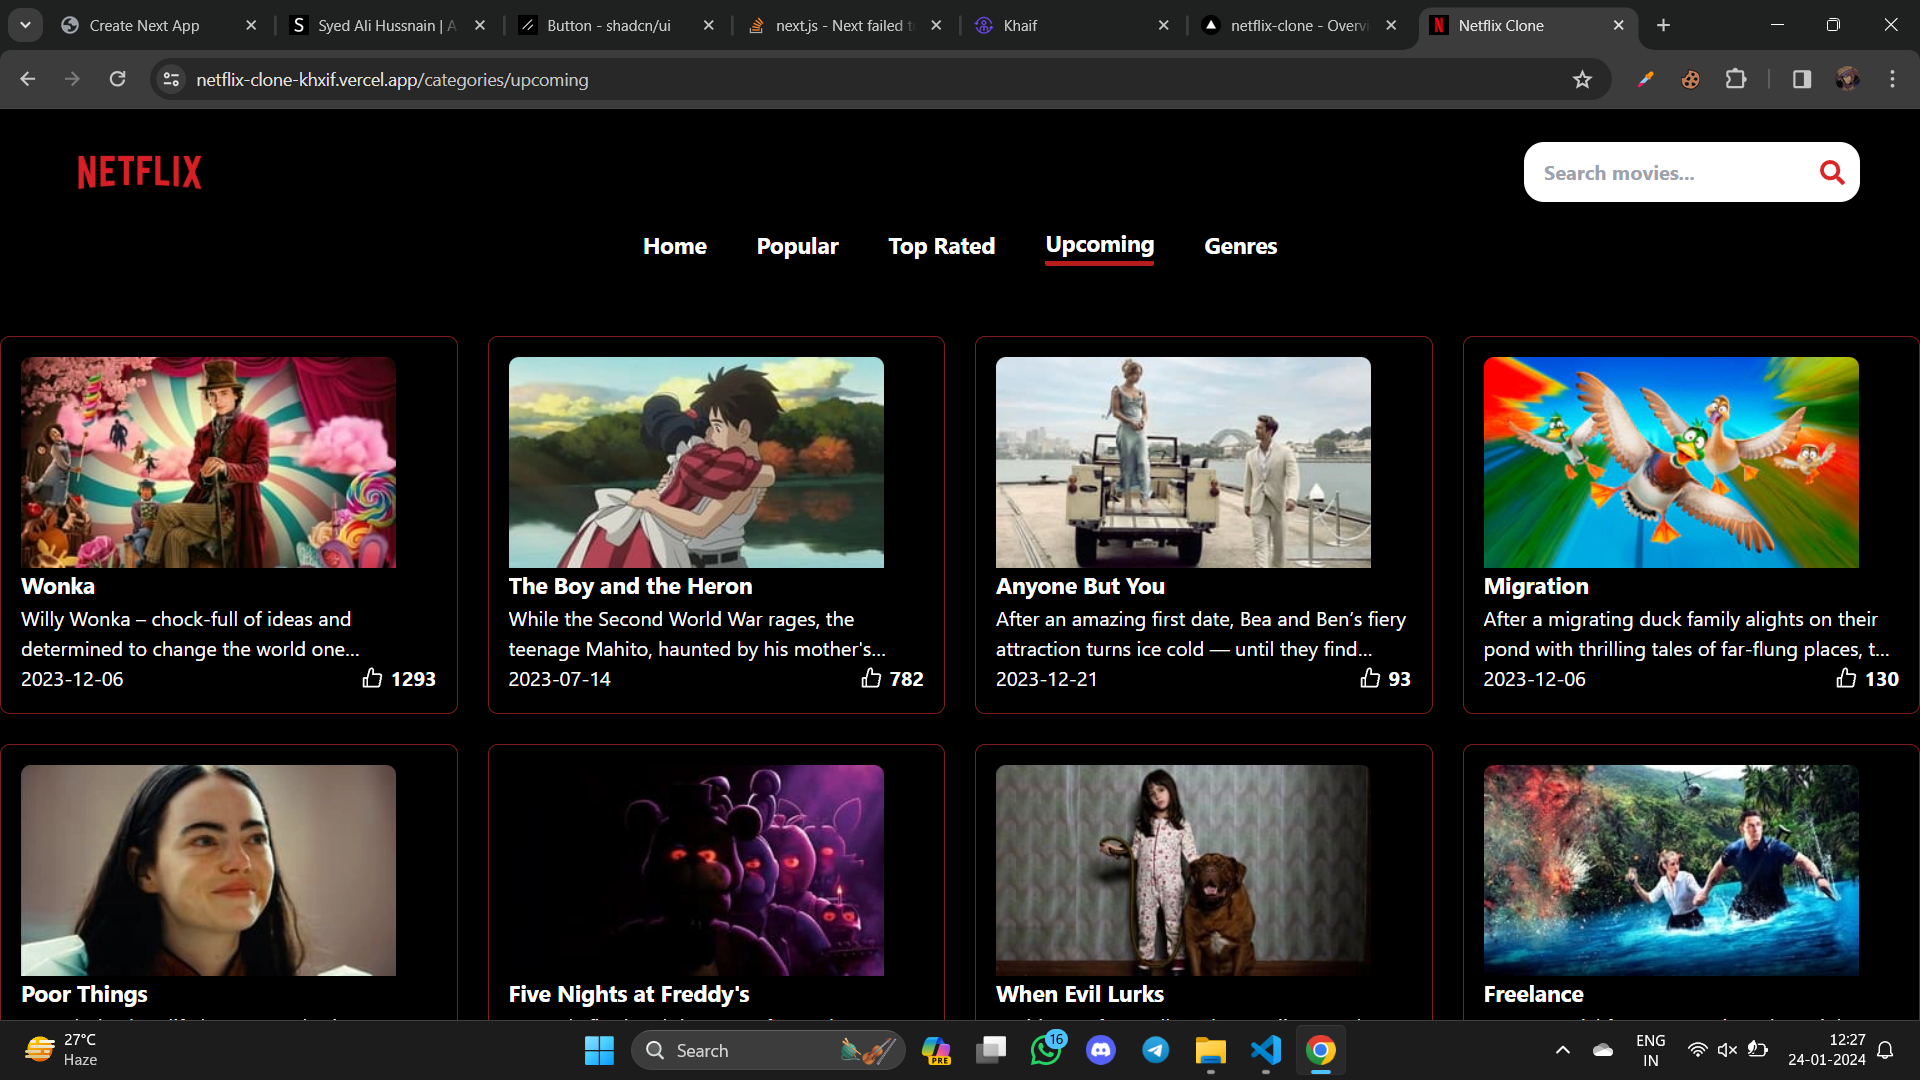 Create Next App
Syed Ali Hussnain | A
Button - shadcn/ui
next.js - Next failed t
Khaif
netflix-clone - Overvi
N
Netflix Clone
netflix-clone-khxif.vercel.app/categories/upcoming
NETFLIX
Search movies...
Home
Popular
Top Rated
Upcoming
Genres
Wonka
Willy Wonka – chock-full of ideas and
determined to change the world one...
2023-12-06
1293
The Boy and the Heron
While the Second World War rages, the
teenage Mahito, haunted by his mother's...
2023-07-14
782
Anyone But You
After an amazing first date, Bea and Ben’s fiery
attraction turns ice cold — until they find...
2023-12-21
93
Migration
After a migrating duck family alights on their
pond with thrilling tales of far-flung places, t...
2023-12-06
130
Poor Things
Five Nights at Freddy's
When Evil Lurks
Freelance
27°C
Haze
Search
PRE
16
ENG
IN
12:27
24-01-2024